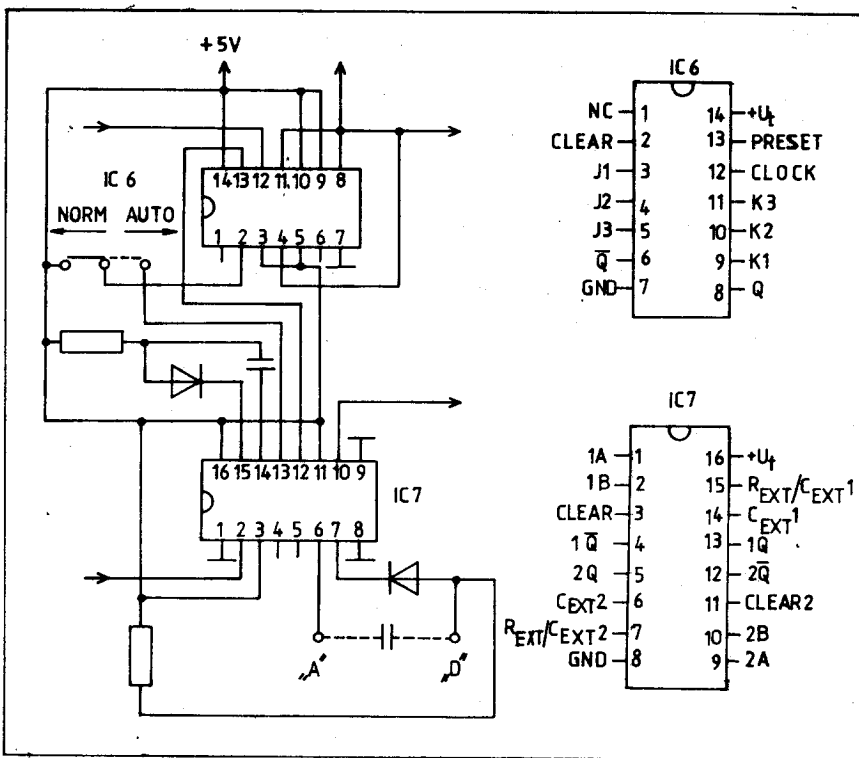 +5V
14 13 12 11 10 9 8
IC 6
NORM AUTO
1 2 3 4 5 6 7
16 15 14 13 12 11 10 9
IC7
1 2 3 4 5 6 7 8
„A" „D"
IC6
NC 1 14 +Ut
CLEAR 2 13 PRESET
J1 3 12 CLOCK
J2 4 11 K3
J3 5 10 K2
Q̅ 6 9 K1
GND 7 8 Q
IC7
1A 1 16 +Ut
1B 2 15 REXT/CEXT1
CLEAR 3 14 CEXT1
1Q̅ 4 13 1Q
2Q 5 12 2Q̅
CEXT2 6 11 CLEAR2
REXT/CEXT2 7 10 2B
GND 8 9 2A